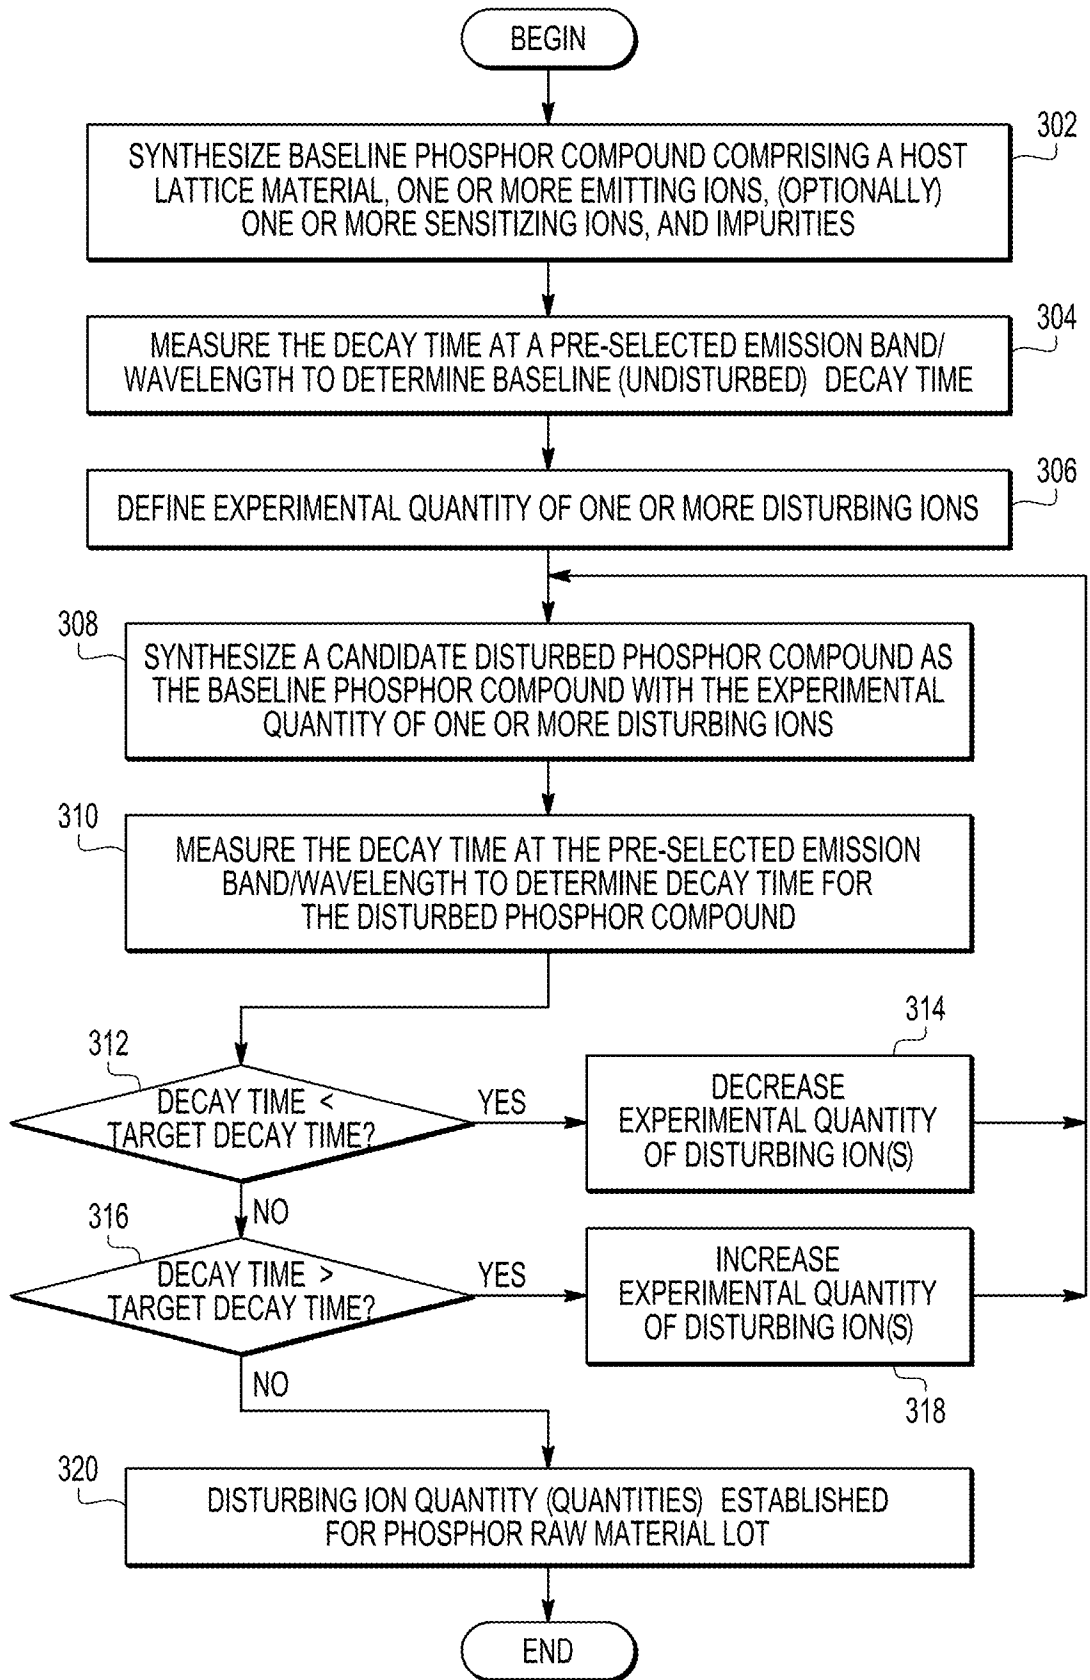 BEGIN
302
SYNTHESIZE BASELINE PHOSPHOR COMPOUND COMPRISING A HOST
LATTICE MATERIAL, ONE OR MORE EMITTING IONS, (OPTIONALLY)
ONE OR MORE SENSITIZING IONS, AND IMPURITIES
304
MEASURE THE DECAY TIME AT A PRE-SELECTED EMISSION BAND/
WAVELENGTH TO DETERMINE BASELINE (UNDISTURBED) DECAY TIME
306
DEFINE EXPERIMENTAL QUANTITY OF ONE OR MORE DISTURBING IONS
308
SYNTHESIZE A CANDIDATE DISTURBED PHOSPHOR COMPOUND AS
THE BASELINE PHOSPHOR COMPOUND WITH THE EXPERIMENTAL
QUANTITY OF ONE OR MORE DISTURBING IONS
310
MEASURE THE DECAY TIME AT THE PRE-SELECTED EMISSION
BAND/WAVELENGTH TO DETERMINE DECAY TIME FOR
THE DISTURBED PHOSPHOR COMPOUND
312
DECAY TIME <
TARGET DECAY TIME?
YES
314
DECREASE
EXPERIMENTAL QUANTITY
OF DISTURBING ION(S)
NO
316
DECAY TIME >
TARGET DECAY TIME?
YES
INCREASE
EXPERIMENTAL QUANTITY
OF DISTURBING ION(S)
318
NO
320
DISTURBING ION QUANTITY (QUANTITIES) ESTABLISHED
FOR PHOSPHOR RAW MATERIAL LOT
END